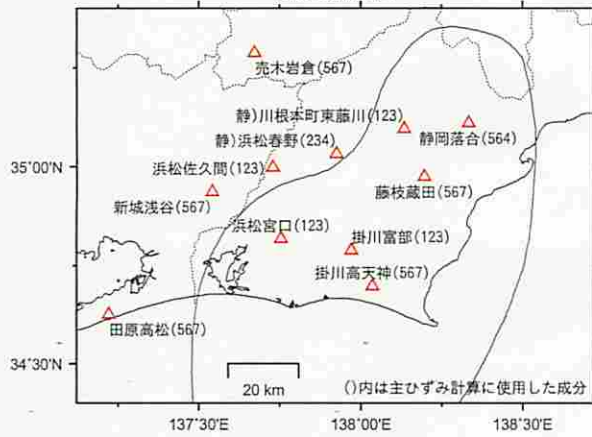 売木岩倉(567)
静)川根本町東藤川(123)
静岡落合(564)
静)浜松春野(234)
35°00'N
浜松佐久間(123)
藤枝蔵田(567)
新城浅谷(567)
浜松宮口(123)
掛川富部(123)
掛川高天神(567)
田原高松(567)
34°30'N
20 km
()内は主ひずみ計算に使用した成分
137°30'E
138°00'E
138°30'E